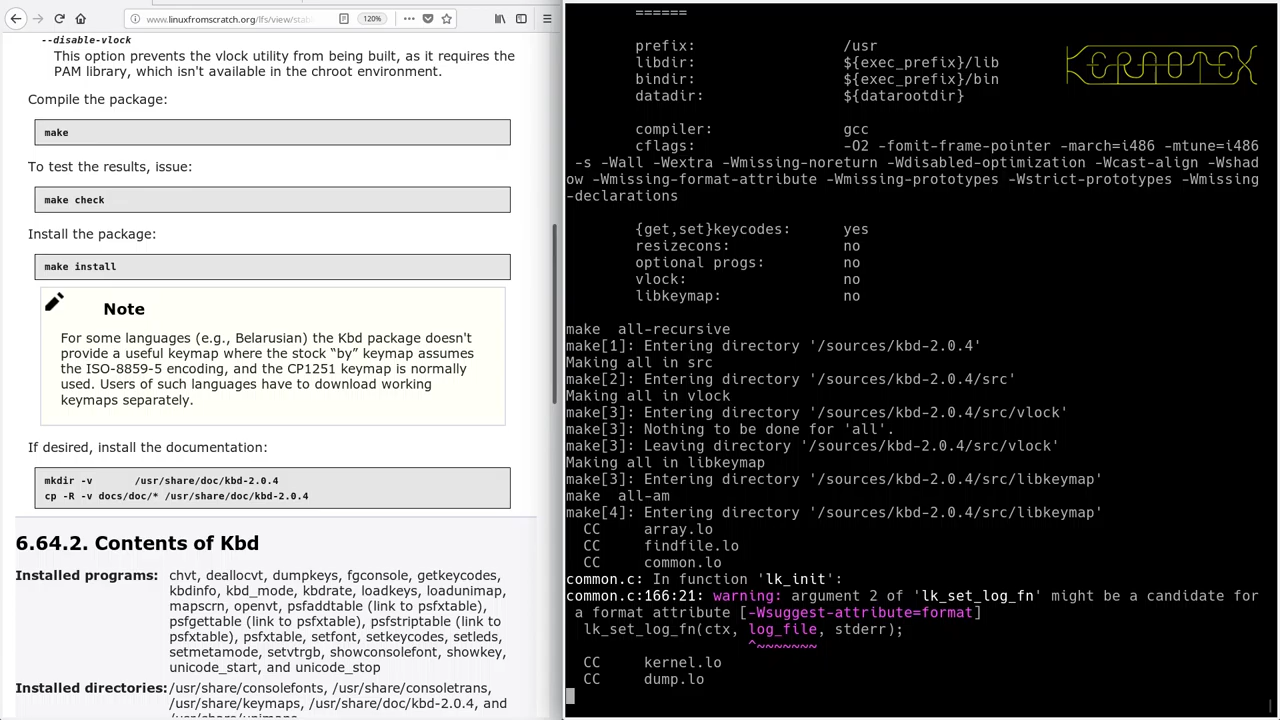 www.linuxfromscratch.org/lfs/view/stab
120%
--disable-vlock
This option prevents the vlock utility from being built, as it requires the
PAM library, which isn't available in the chroot environment.
Compile the package:
make
To test the results, issue:
make check
Install the package:
make install
Note
For some languages (e.g., Belarusian) the Kbd package doesn't
provide a useful keymap where the stock “by” keymap assumes
the ISO-8859-5 encoding, and the CP1251 keymap is normally
used. Users of such languages have to download working
keymaps separately.
If desired, install the documentation:
mkdir -v       /usr/share/doc/kbd-2.0.4
cp -R -v docs/doc/* /usr/share/doc/kbd-2.0.4
6.64.2. Contents of Kbd
Installed programs: chvt, deallocvt, dumpkeys, fgconsole, getkeycodes,
kbdinfo, kbd_mode, kbdrate, loadkeys, loadunimap,
mapscrn, openvt, psfaddtable (link to psfxtable),
psfgettable (link to psfxtable), psfstriptable (link to
psfxtable), psfxtable, setfont, setkeycodes, setleds,
setmetamode, setvtrgb, showconsolefont, showkey,
unicode_start, and unicode_stop
Installed directories: /usr/share/consolefonts, /usr/share/consoletrans,
/usr/share/keymaps, /usr/share/doc/kbd-2.0.4, and
/usr/share/unimaps
======
prefix: /usr
libdir: ${exec_prefix}/lib
bindir: ${exec_prefix}/bin
datadir: ${datarootdir}
compiler: gcc
cflags: -O2 -fomit-frame-pointer -march=i486 -mtune=i486
-s -Wall -Wextra -Wmissing-noreturn -Wdisabled-optimization -Wcast-align -Wshad
ow -Wmissing-format-attribute -Wmissing-prototypes -Wstrict-prototypes -Wmissing
-declarations
{get,set}keycodes: yes
resizecons: no
optional progs: no
vlock: no
libkeymap: no
make  all-recursive
make[1]: Entering directory '/sources/kbd-2.0.4'
Making all in src
make[2]: Entering directory '/sources/kbd-2.0.4/src'
Making all in vlock
make[3]: Entering directory '/sources/kbd-2.0.4/src/vlock'
make[3]: Nothing to be done for 'all'.
make[3]: Leaving directory '/sources/kbd-2.0.4/src/vlock'
Making all in libkeymap
make[3]: Entering directory '/sources/kbd-2.0.4/src/libkeymap'
make  all-am
make[4]: Entering directory '/sources/kbd-2.0.4/src/libkeymap'
CC     array.lo
CC     findfile.lo
CC     common.lo
common.c: In function 'lk_init':
common.c:166:21: warning: argument 2 of 'lk_set_log_fn' might be a candidate for
a format attribute [-Wsuggest-attribute=format]
lk_set_log_fn(ctx, log_file, stderr);
^~~~~~~~
CC     kernel.lo
CC     dump.lo
KERAOTEX